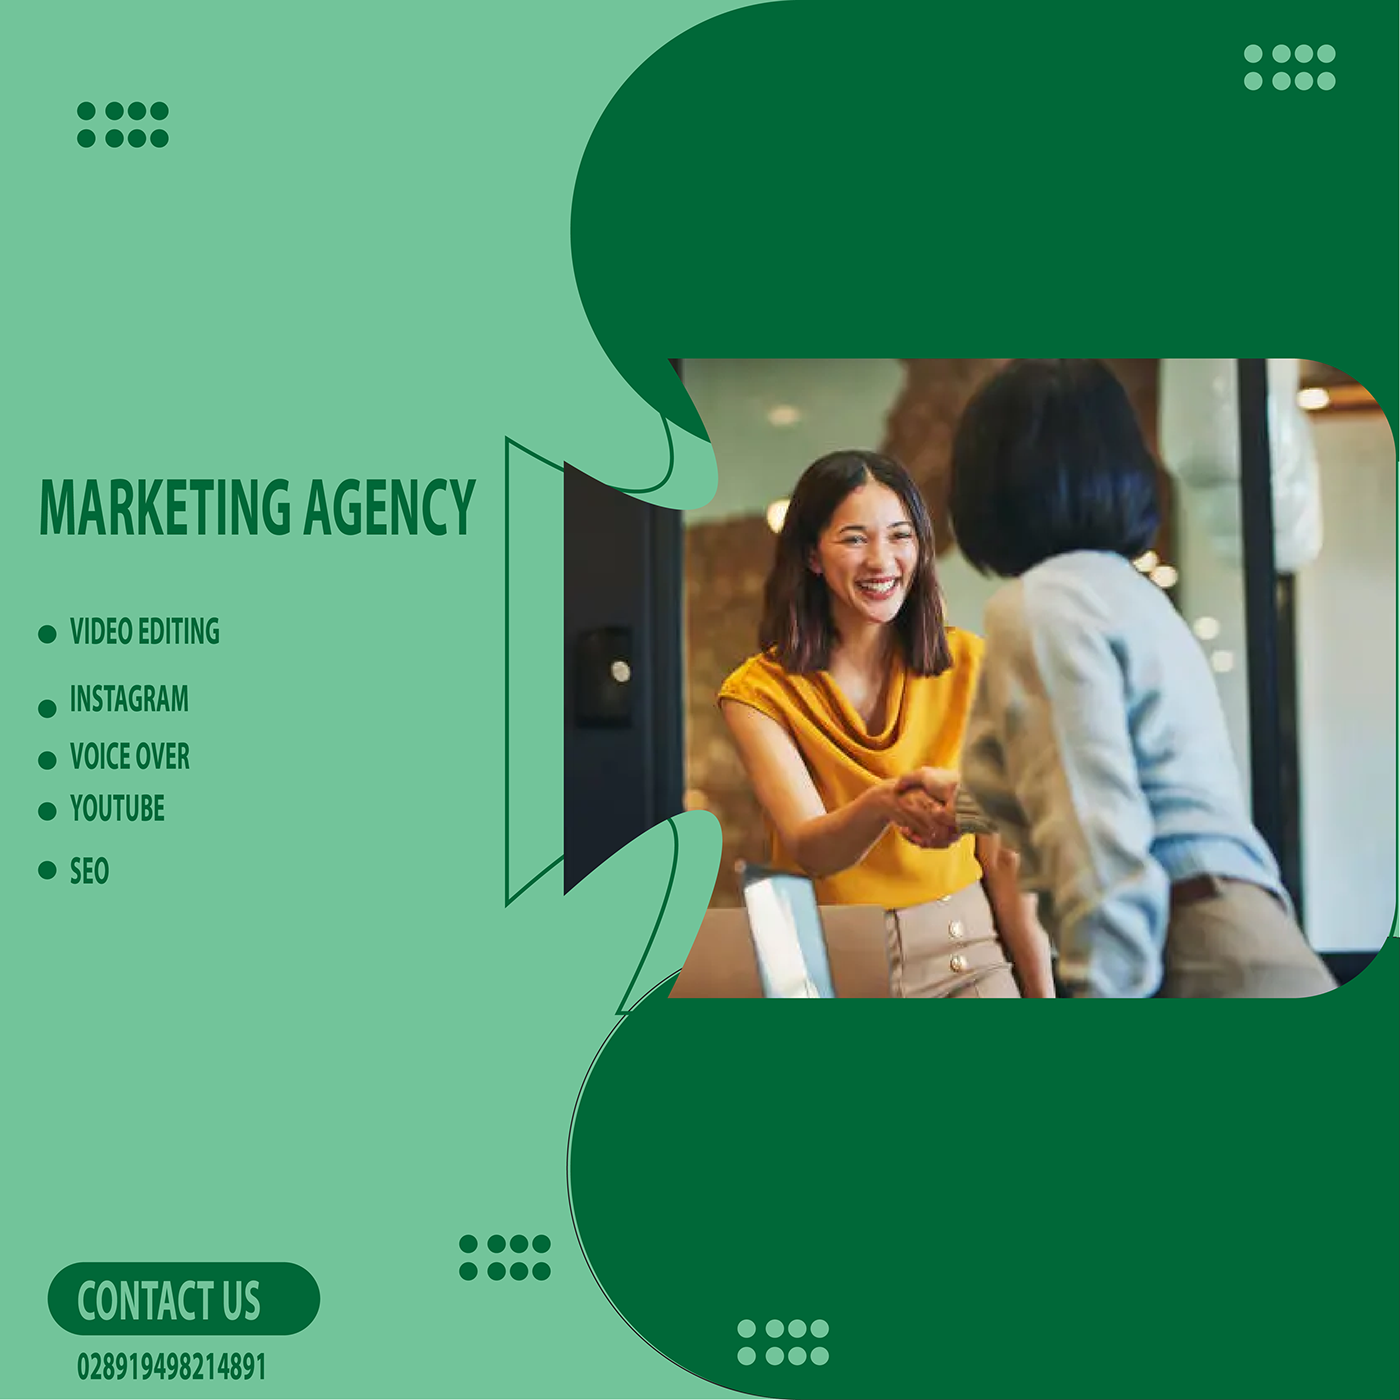 MARKETING AGENCY
VIDEO EDITING
INSTAGRAM
VOICE OVER
YOUTUBE
SEO
CONTACT US
028919498214891